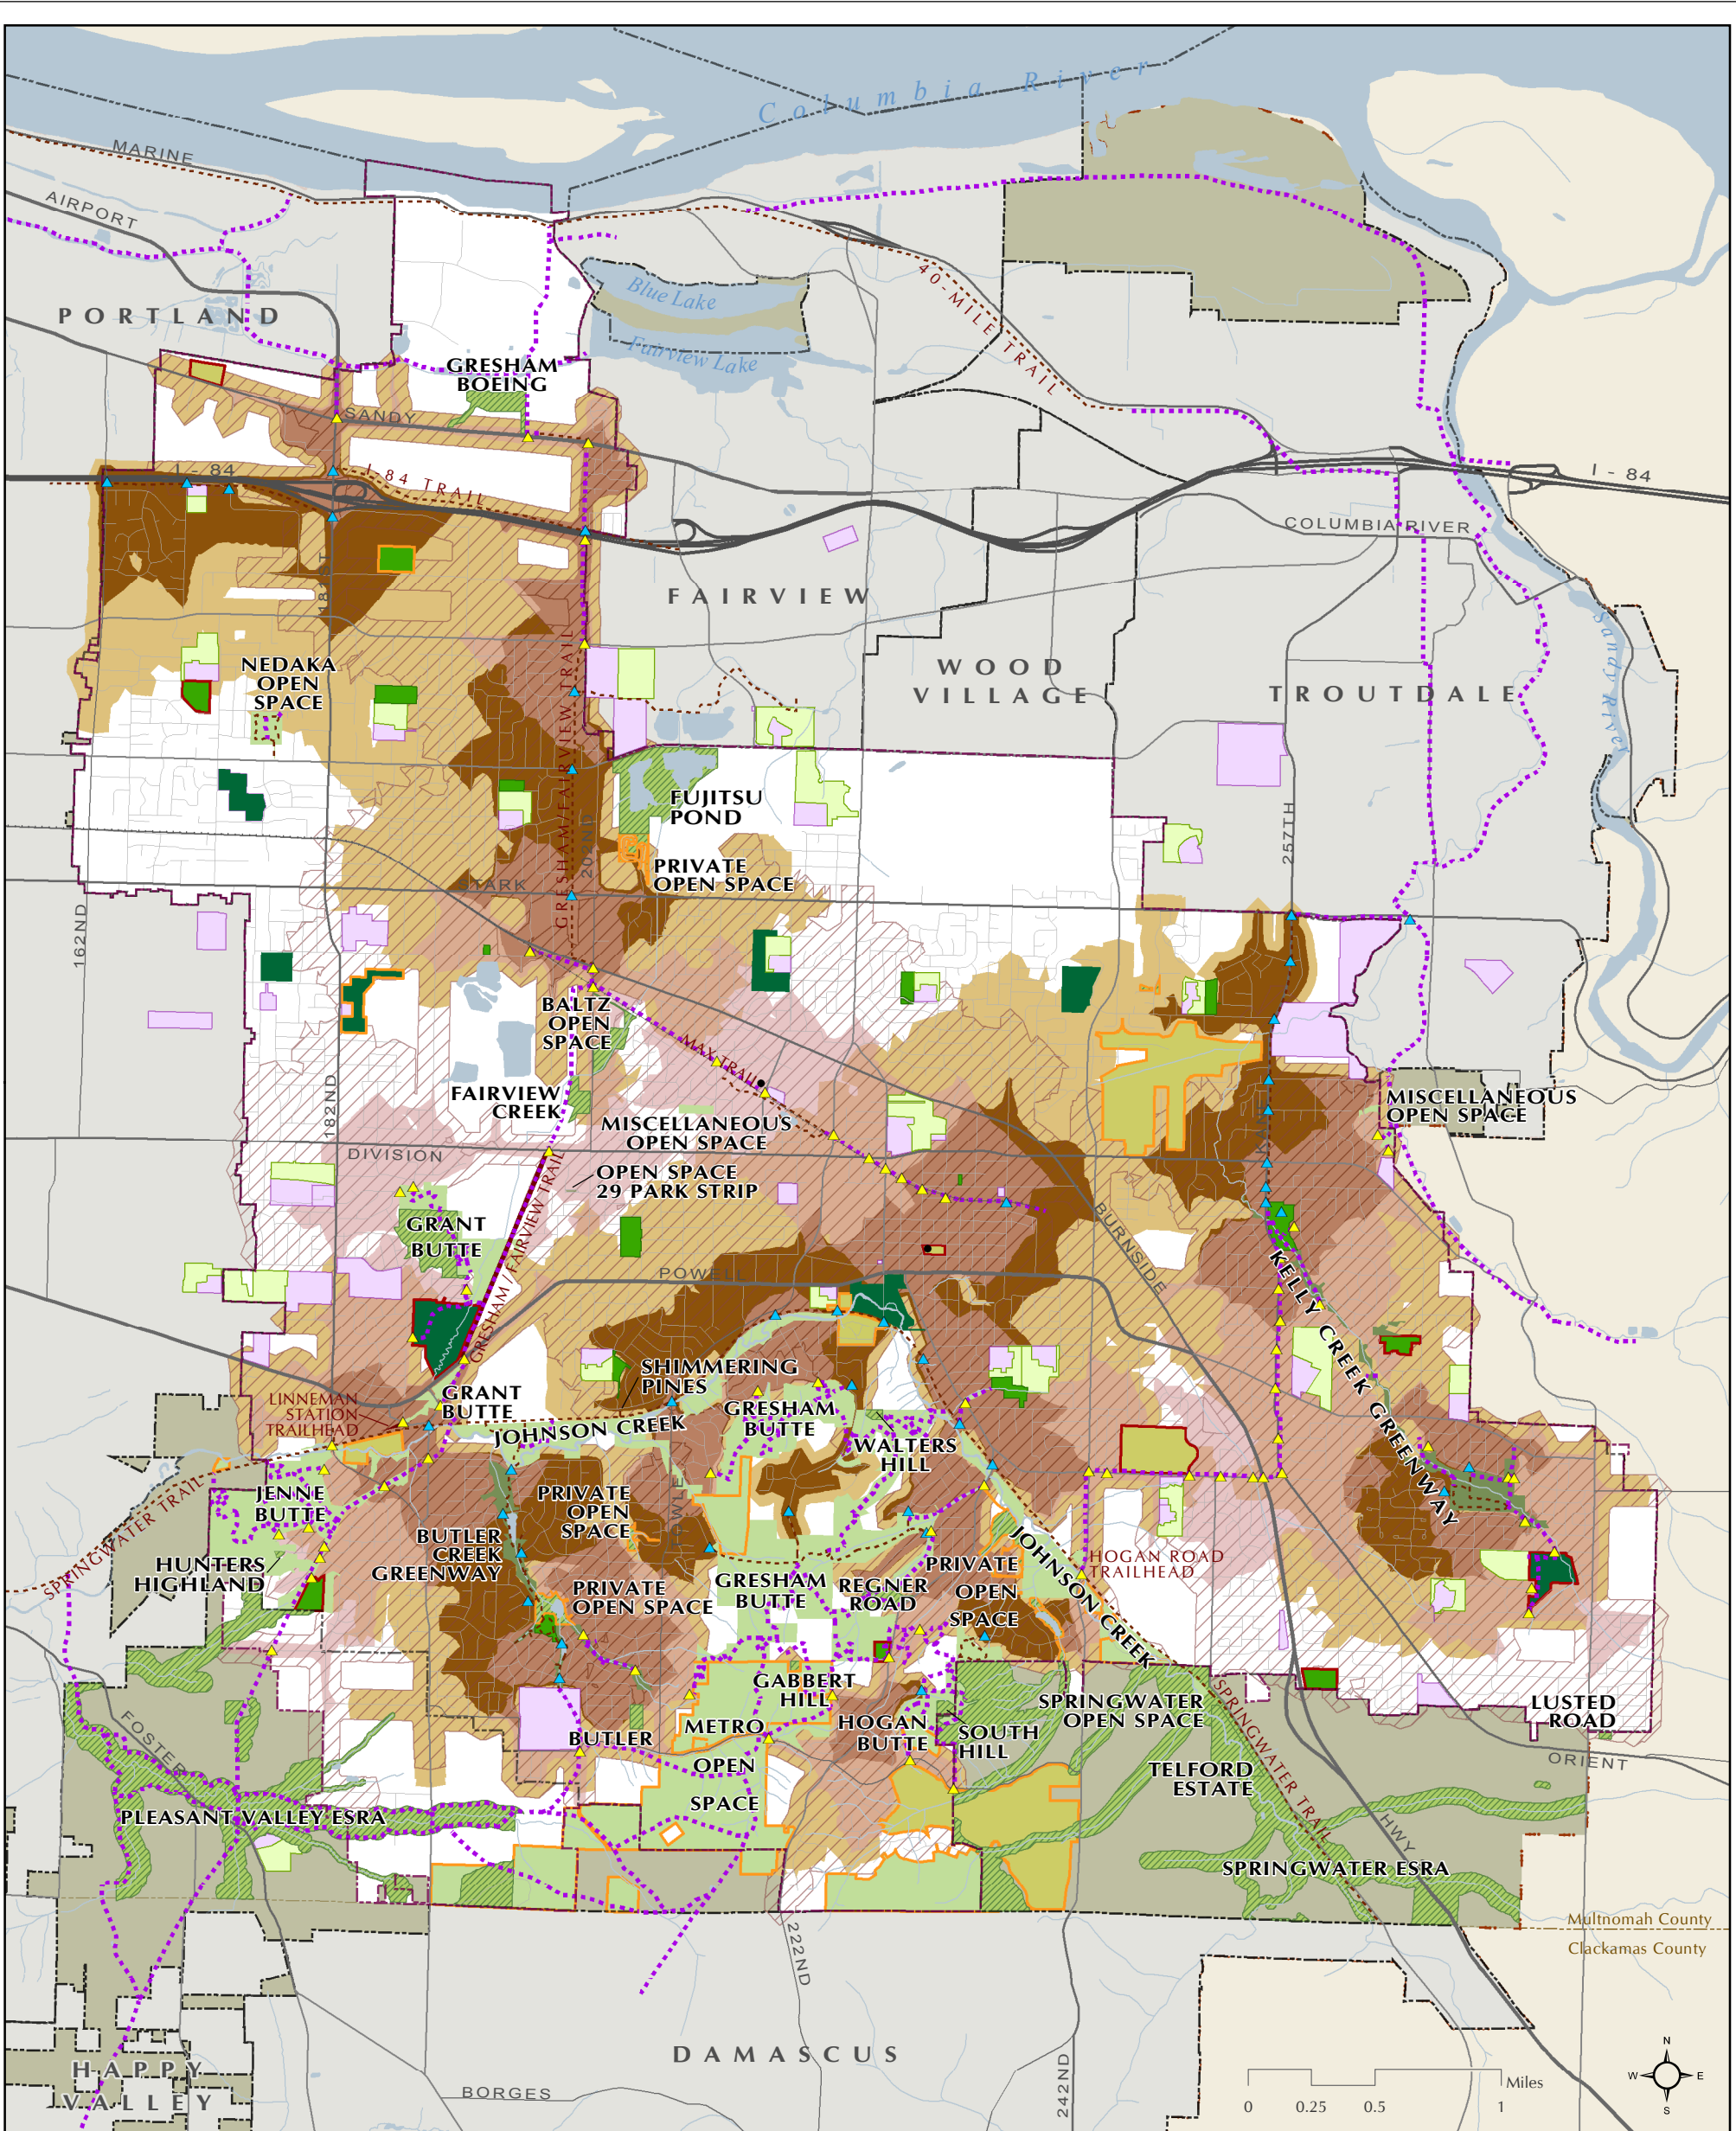 Columbia River
MARINE
AIRPORT
PORTLAND
Blue Lake
Fairview Lake
40-MILE TRAIL
GRESHAM
BOEING
SANDY
I - 84
I-84 TRAIL
I - 84
COLUMBIA RIVER
181ST
FAIRVIEW
WOOD
VILLAGE
TROUTDALE
Sandy River
NEDAKA
OPEN
SPACE
GRESHAM/FAIRVIEW TRAIL
202ND
FUJITSU
POND
257TH
PRIVATE
OPEN SPACE
STARK
162ND
BALTZ
OPEN
SPACE
MAX TRAIL
182ND
FAIRVIEW
CREEK
MISCELLANEOUS
OPEN SPACE
MISCELLANEOUS
OPEN SPACE
KANE
DIVISION
OPEN SPACE
29 PARK STRIP
GRANT
BUTTE
GRESHAM / FAIRVIEW TRAIL
BURNSIDE
POWELL
KELLY CREEK GREENWAY
SHIMMERING
PINES
LINNEMAN
STATION
TRAILHEAD
GRANT
BUTTE
JOHNSON CREEK
GRESHAM
BUTTE
WALTERS
HILL
SPRINGWATER TRAIL
JENNE
BUTTE
PRIVATE
OPEN
SPACE
TOWLE
BUTLER
CREEK
GREENWAY
HUNTERS
HIGHLAND
PRIVATE
OPEN SPACE
GRESHAM
BUTTE
REGNER
ROAD
PRIVATE
OPEN
SPACE
JOHNSON CREEK
HOGAN ROAD
TRAILHEAD
GABBERT
HILL
SPRINGWATER
OPEN SPACE
SPRINGWATER TRAIL
LUSTED
ROAD
FOSTER
BUTLER
METRO
OPEN
SPACE
HOGAN
BUTTE
SOUTH
HILL
TELFORD
ESTATE
ORIENT
PLEASANT VALLEY ESRA
HWY
SPRINGWATER ESRA
Multnomah County
Clackamas County
222ND
DAMASCUS
HAPPY
VALLEY
BORGES
242ND
Miles
0 0.25 0.5 1
N
W E
S